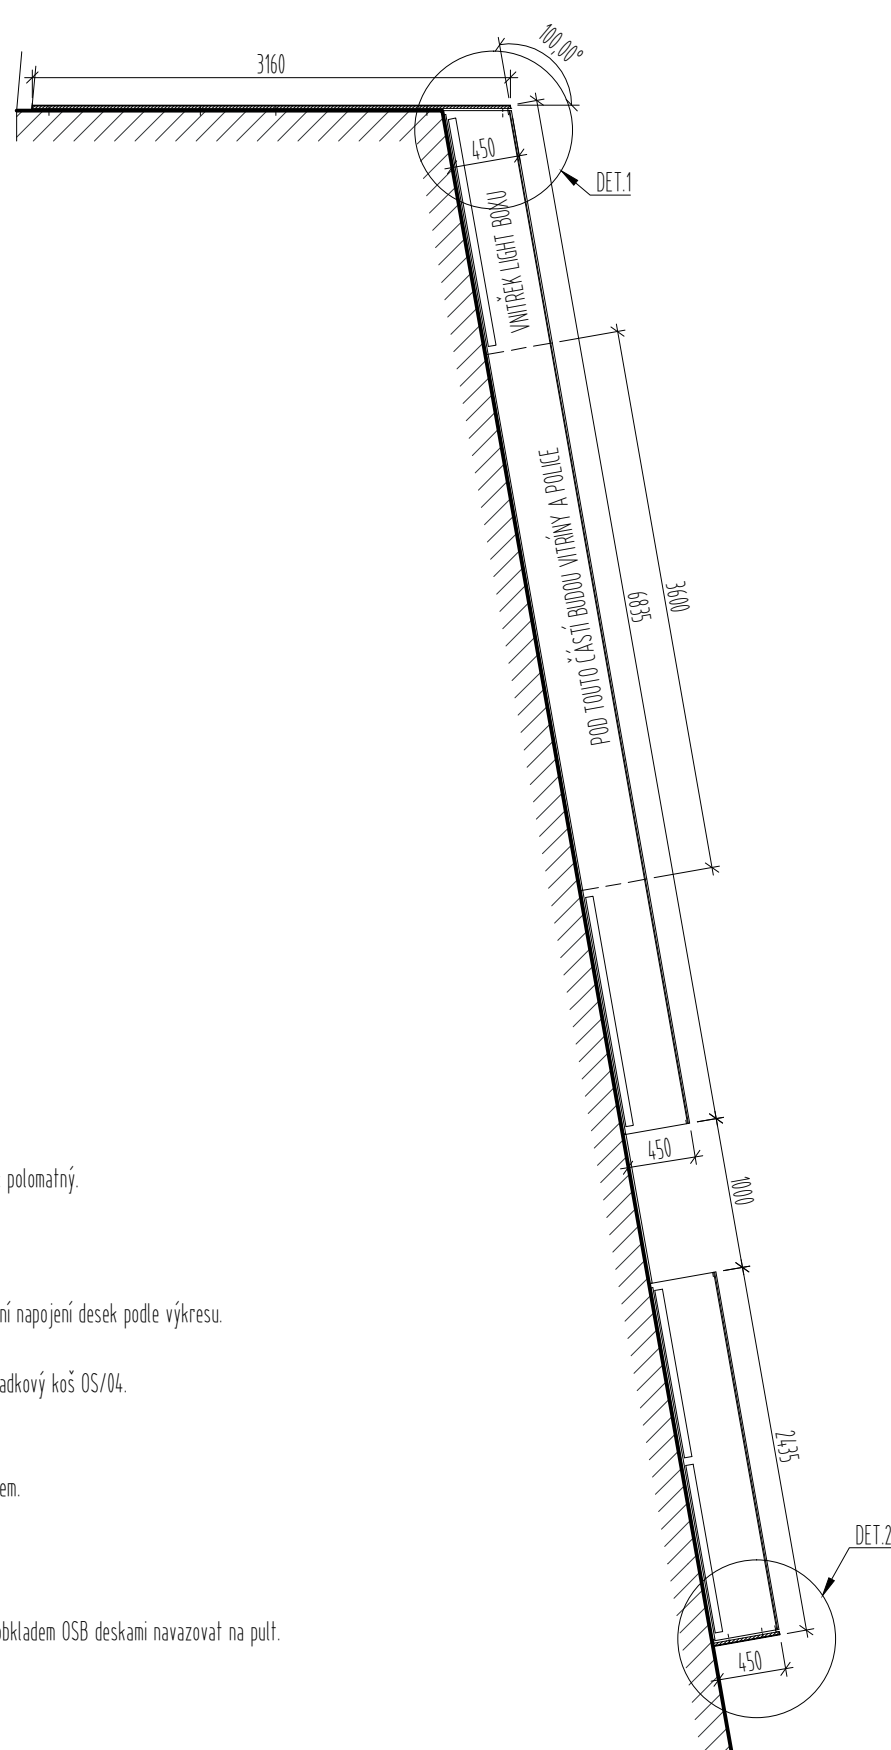 3160
100,00°
450
DET.1
VNITŘEK LIGHT BOXU
POD TOUTO ČÁSTÍ BUDOU VITRÍNY A POLICE
3600
6835
450
1000
polomatný.
ní napojení desek podle výkresu.
adkový koš OS/04.
2435
em.
DET.2
obkladem OSB deskami navazovat na pult.
450